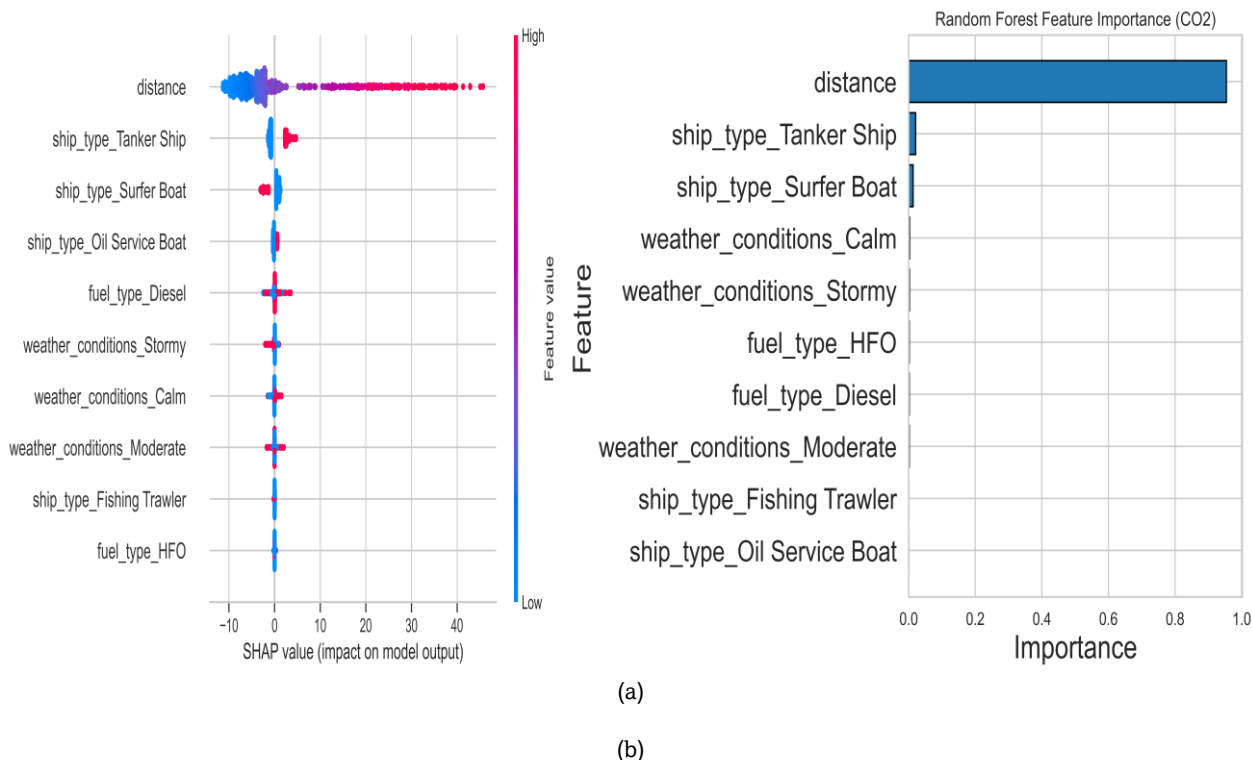 High
distance
ship_type_Tanker Ship
ship_type_Surfer Boat
ship_type_Oil Service Boat
fuel_type_Diesel
weather_conditions_Stormy
weather_conditions_Calm
weather_conditions_Moderate
ship_type_Fishing Trawler
fuel_type_HFO
Low
Feature value
−10 0 10 20 30 40
SHAP value (impact on model output)
Random Forest Feature Importance (CO2)
Feature
distance
ship_type_Tanker Ship
ship_type_Surfer Boat
weather_conditions_Calm
weather_conditions_Stormy
fuel_type_HFO
fuel_type_Diesel
weather_conditions_Moderate
ship_type_Fishing Trawler
ship_type_Oil Service Boat
0.0 0.2 0.4 0.6 0.8 1.0
Importance
(a)
(b)